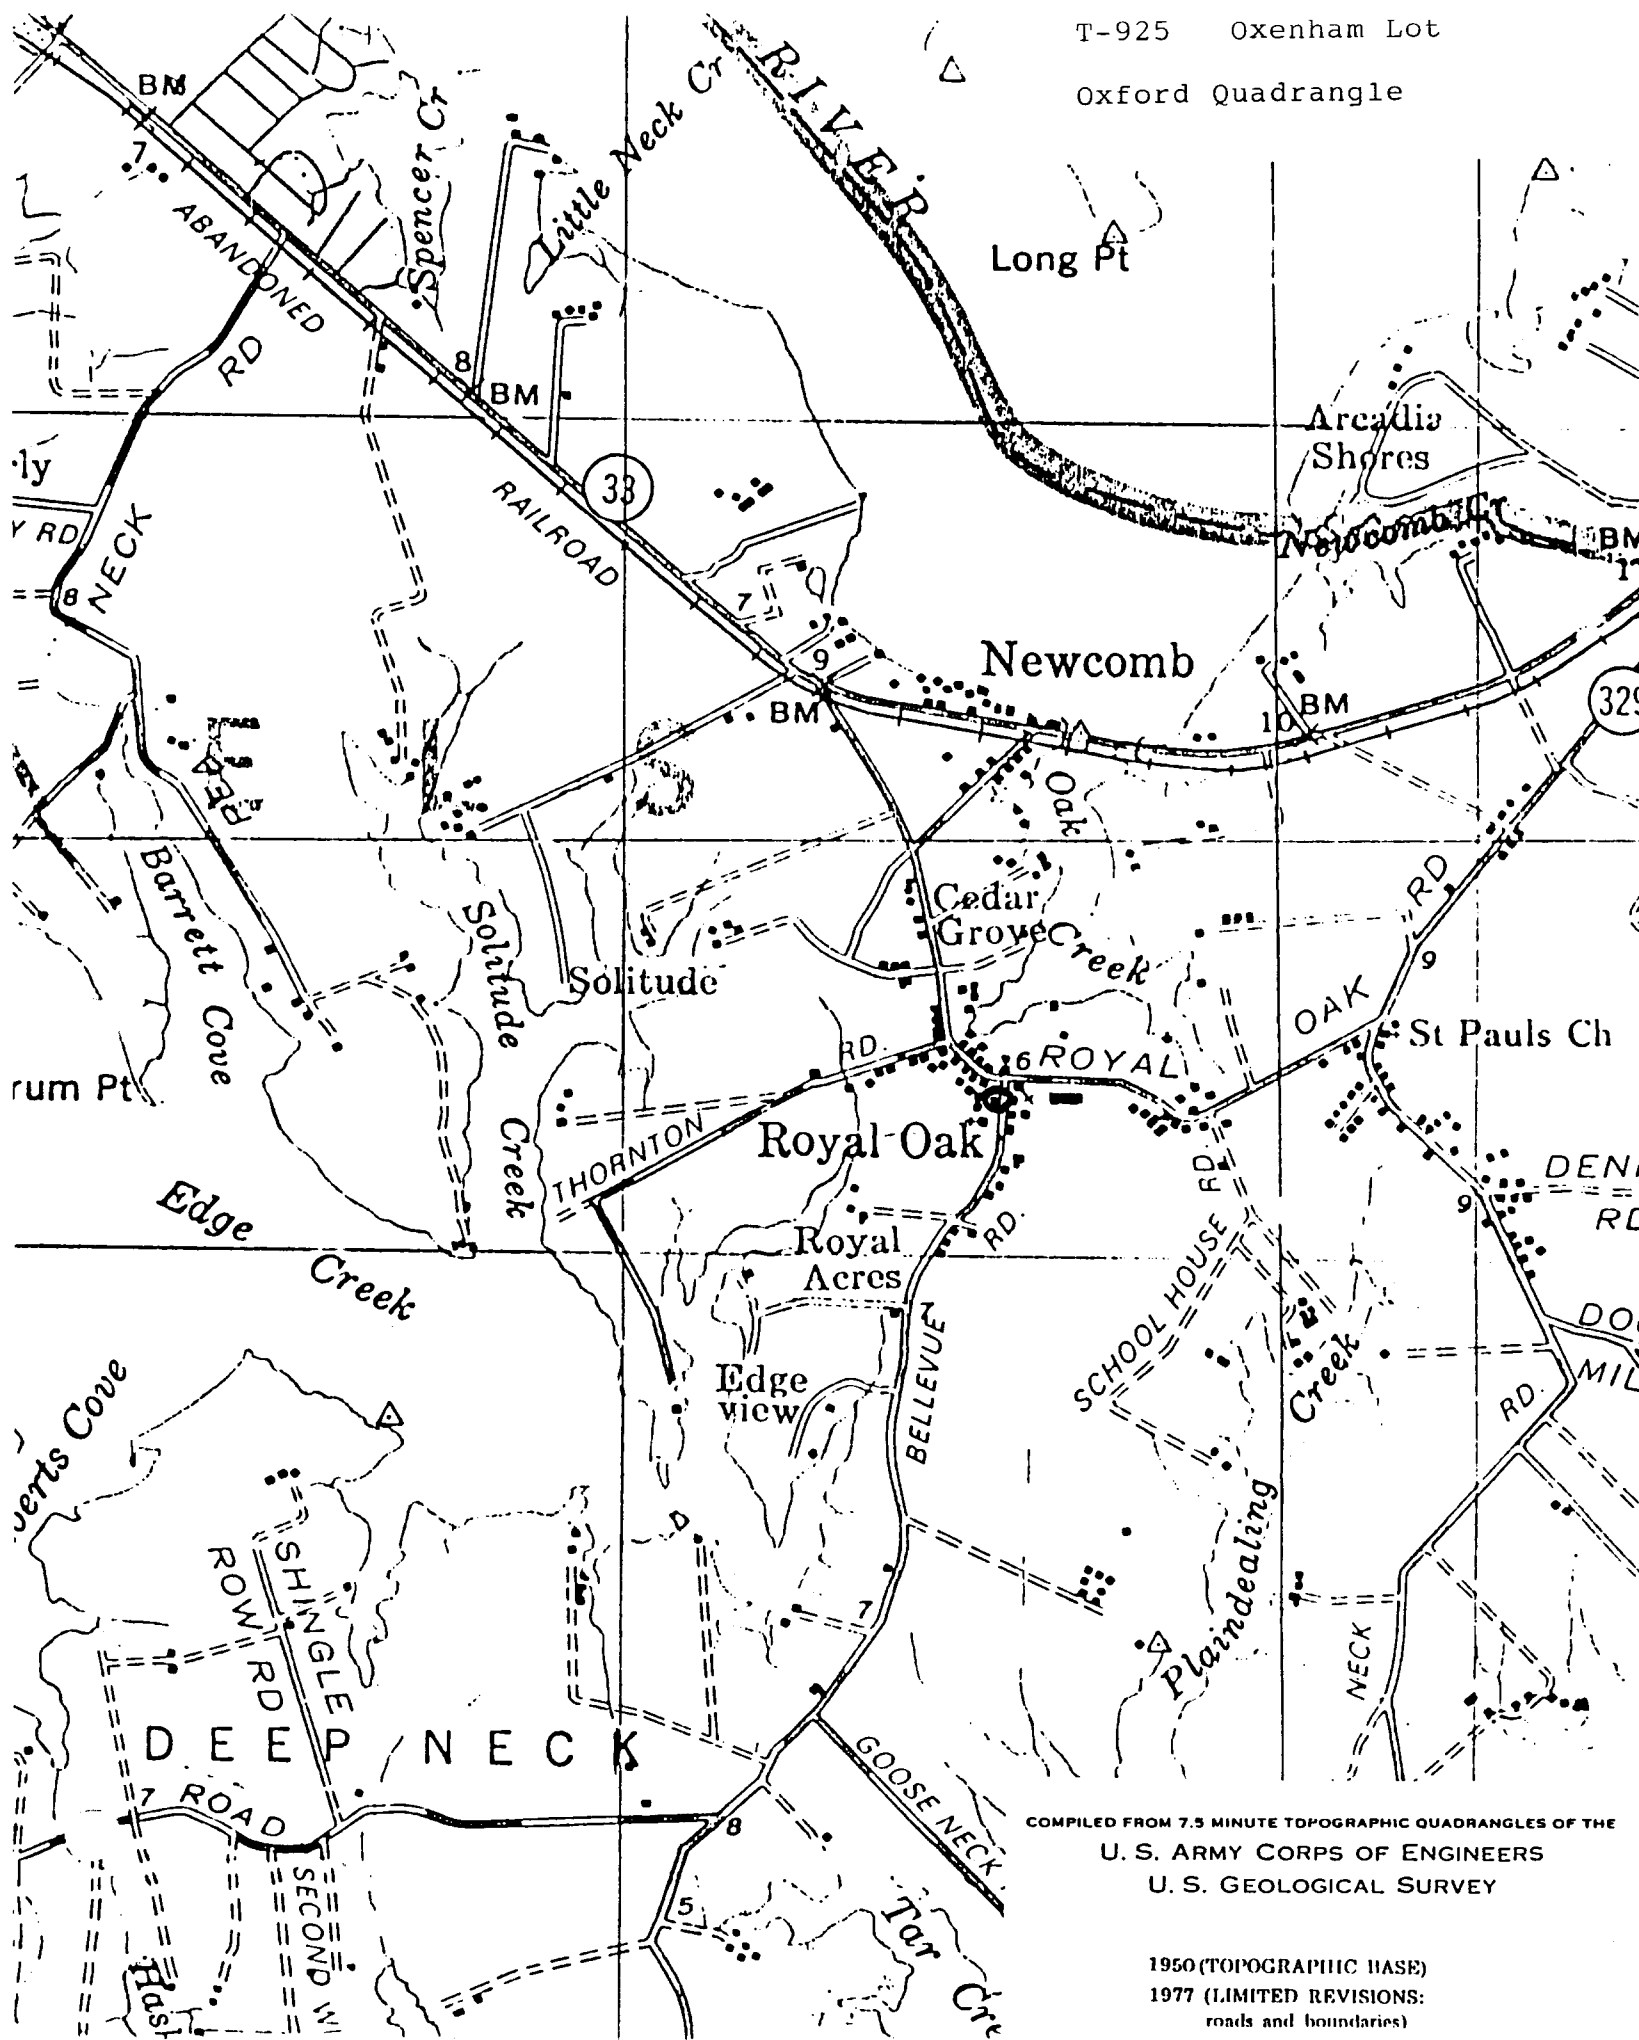 T-925 Oxenham Lot
Oxford Quadrangle
RIVER
BM
7
Spencer Cr
Little Neck Cr
ABANDONED
RAILROAD
Long Pt
RD
8
BM
Arcadia
Shores
33
Newcomb Cr
BM
NECK
8
7
9
BM
Newcomb
10
BM
329
Oak
Creek
Barrett Cove
Solitude
Creek
Solitude
Cedar
Grove
RD
OAK
ROYAL
9
St Pauls Ch
6
THORNTON RD.
Royal Oak
Edge
Creek
Royal
Acres
BELLEVUE RD.
7
Edge
view
SCHOOL HOUSE RD.
Creek
Plaindealing
9
RD
RD.
NECK
Cove
SHINGLE
ROW RD
7
DEEP NECK
ROAD
7
8
GOOSE NECK
SECOND
5
Tar
COMPILED FROM 7.5 MINUTE TOPOGRAPHIC QUADRANGLES OF THE
U. S. ARMY CORPS OF ENGINEERS
U. S. GEOLOGICAL SURVEY
1950 (TOPOGRAPHIC BASE)
1977 (LIMITED REVISIONS:
roads and boundaries)